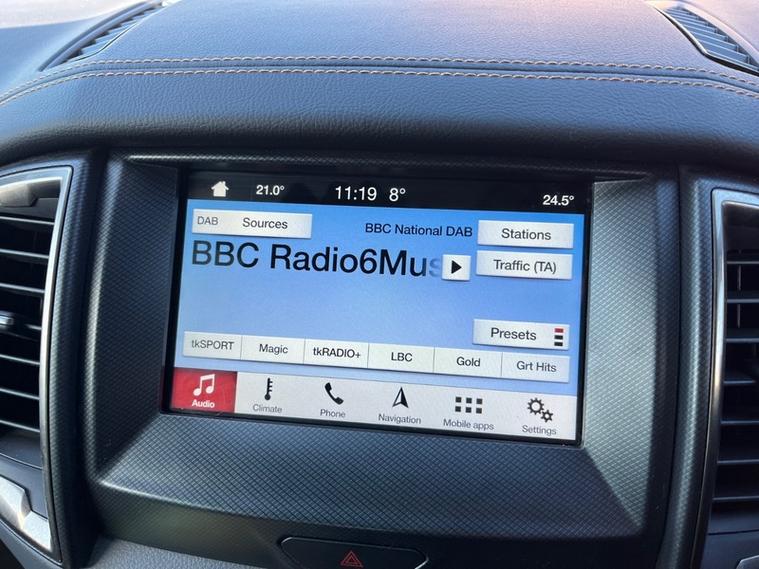 21.0° 11:19 8° 24.5°
DAB Sources BBC National DAB Stations
BBC Radio6Mus Traffic (TA)
Presets
tkSPORT Magic tkRADIO+ LBC Gold Grt Hits
Audio Climate Phone Navigation Mobile apps Settings